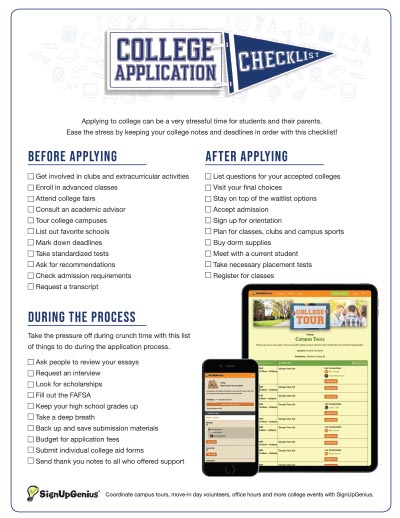 COLLEGE
APPLICATION
CHECKLIST
Applying to college can be a very stressful time for students and their parents.
Ease the stress by keeping your college notes and deadlines in order with this checklist!
BEFORE APPLYING
Get involved in clubs and extracurricular activities
Enroll in advanced classes
Attend college fairs
Consult an academic advisor
Tour college campuses
List out favorite schools
Mark down deadlines
Take standardized tests
Ask for recommendations
Check admission requirements
Request a transcript
AFTER APPLYING
List questions for your accepted colleges
Visit your final choices
Stay on top of the waitlist options
Accept admission
Sign up for orientation
Plan for classes, clubs and campus sports
Buy dorm supplies
Meet with a current student
Take necessary placement tests
Register for classes
DURING THE PROCESS
Take the pressure off during crunch time with this list
of things to do during the application process.
Ask people to review your essays
Request an interview
Look for scholarships
Fill out the FAFSA
Keep your high school grades up
Take a deep breath
Back up and save submission materials
Budget for application fees
Submit individual college aid forms
Send thank you notes to all who offered support
COLLEGE
TOUR
Campus Tours
SignUpGenius
Coordinate campus tours, move-in day volunteers, office hours and more college events with SignUpGenius.